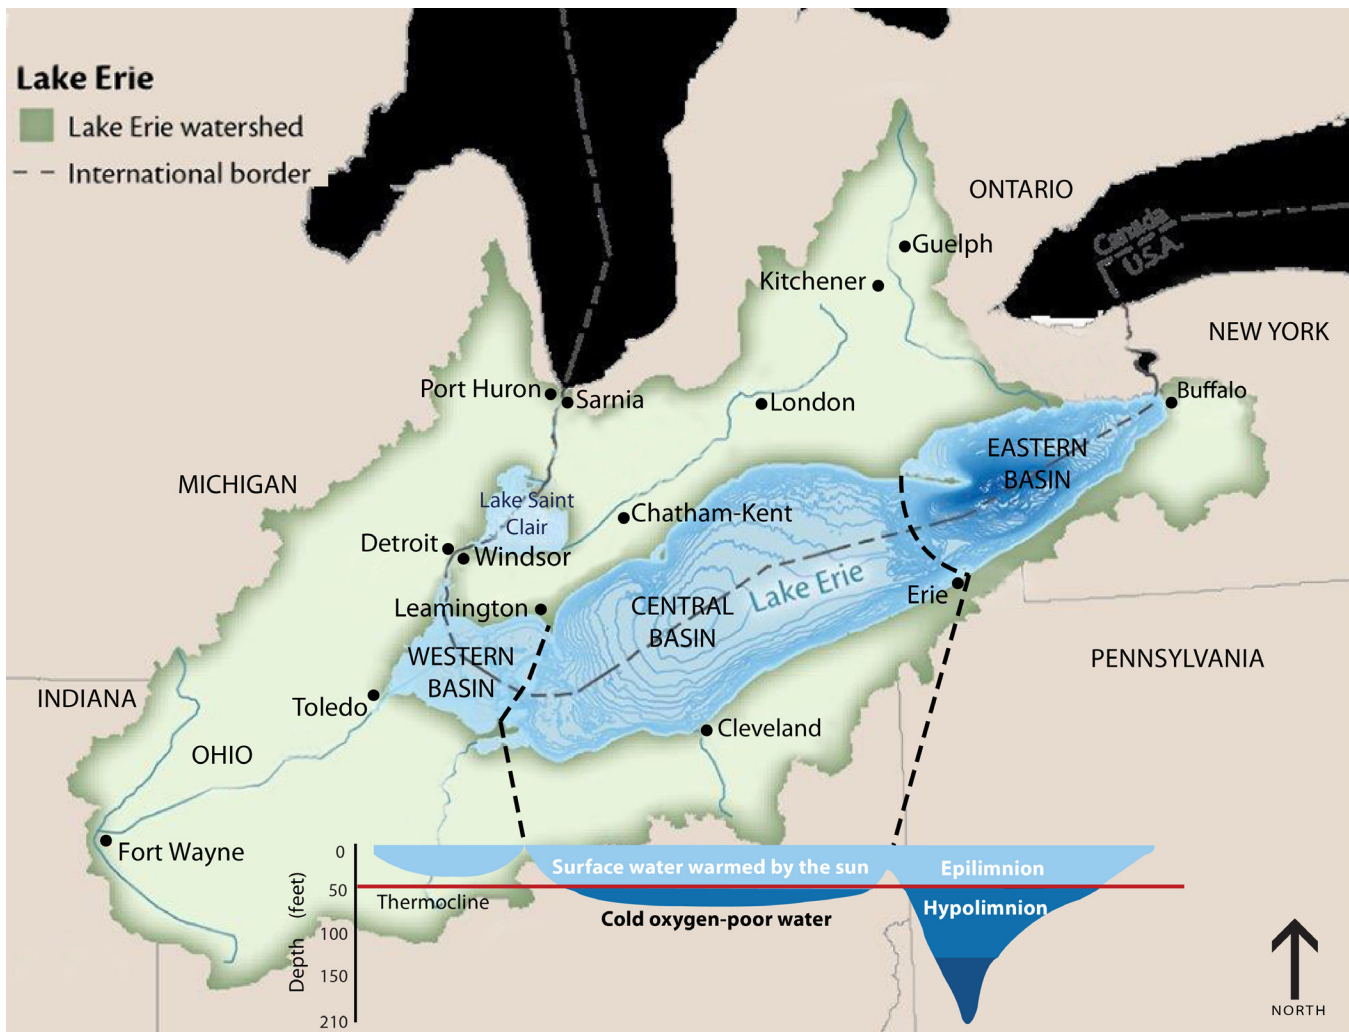 Lake Erie
Lake Erie watershed
International border
ONTARIO
Canada
U.S.A.
Guelph
Kitchener
NEW YORK
Port Huron
Sarnia
London
Buffalo
EASTERN
BASIN
MICHIGAN
Lake Saint
Clair
Chatham-Kent
Detroit
Windsor
Lake Erie
Leamington
CENTRAL
BASIN
Erie
WESTERN
BASIN
PENNSYLVANIA
INDIANA
Toledo
Cleveland
OHIO
Fort Wayne
0
50
100
150
210
Depth (feet)
Surface water warmed by the sun
Epilimnion
Thermocline
Hypolimnion
Cold oxygen-poor water
NORTH